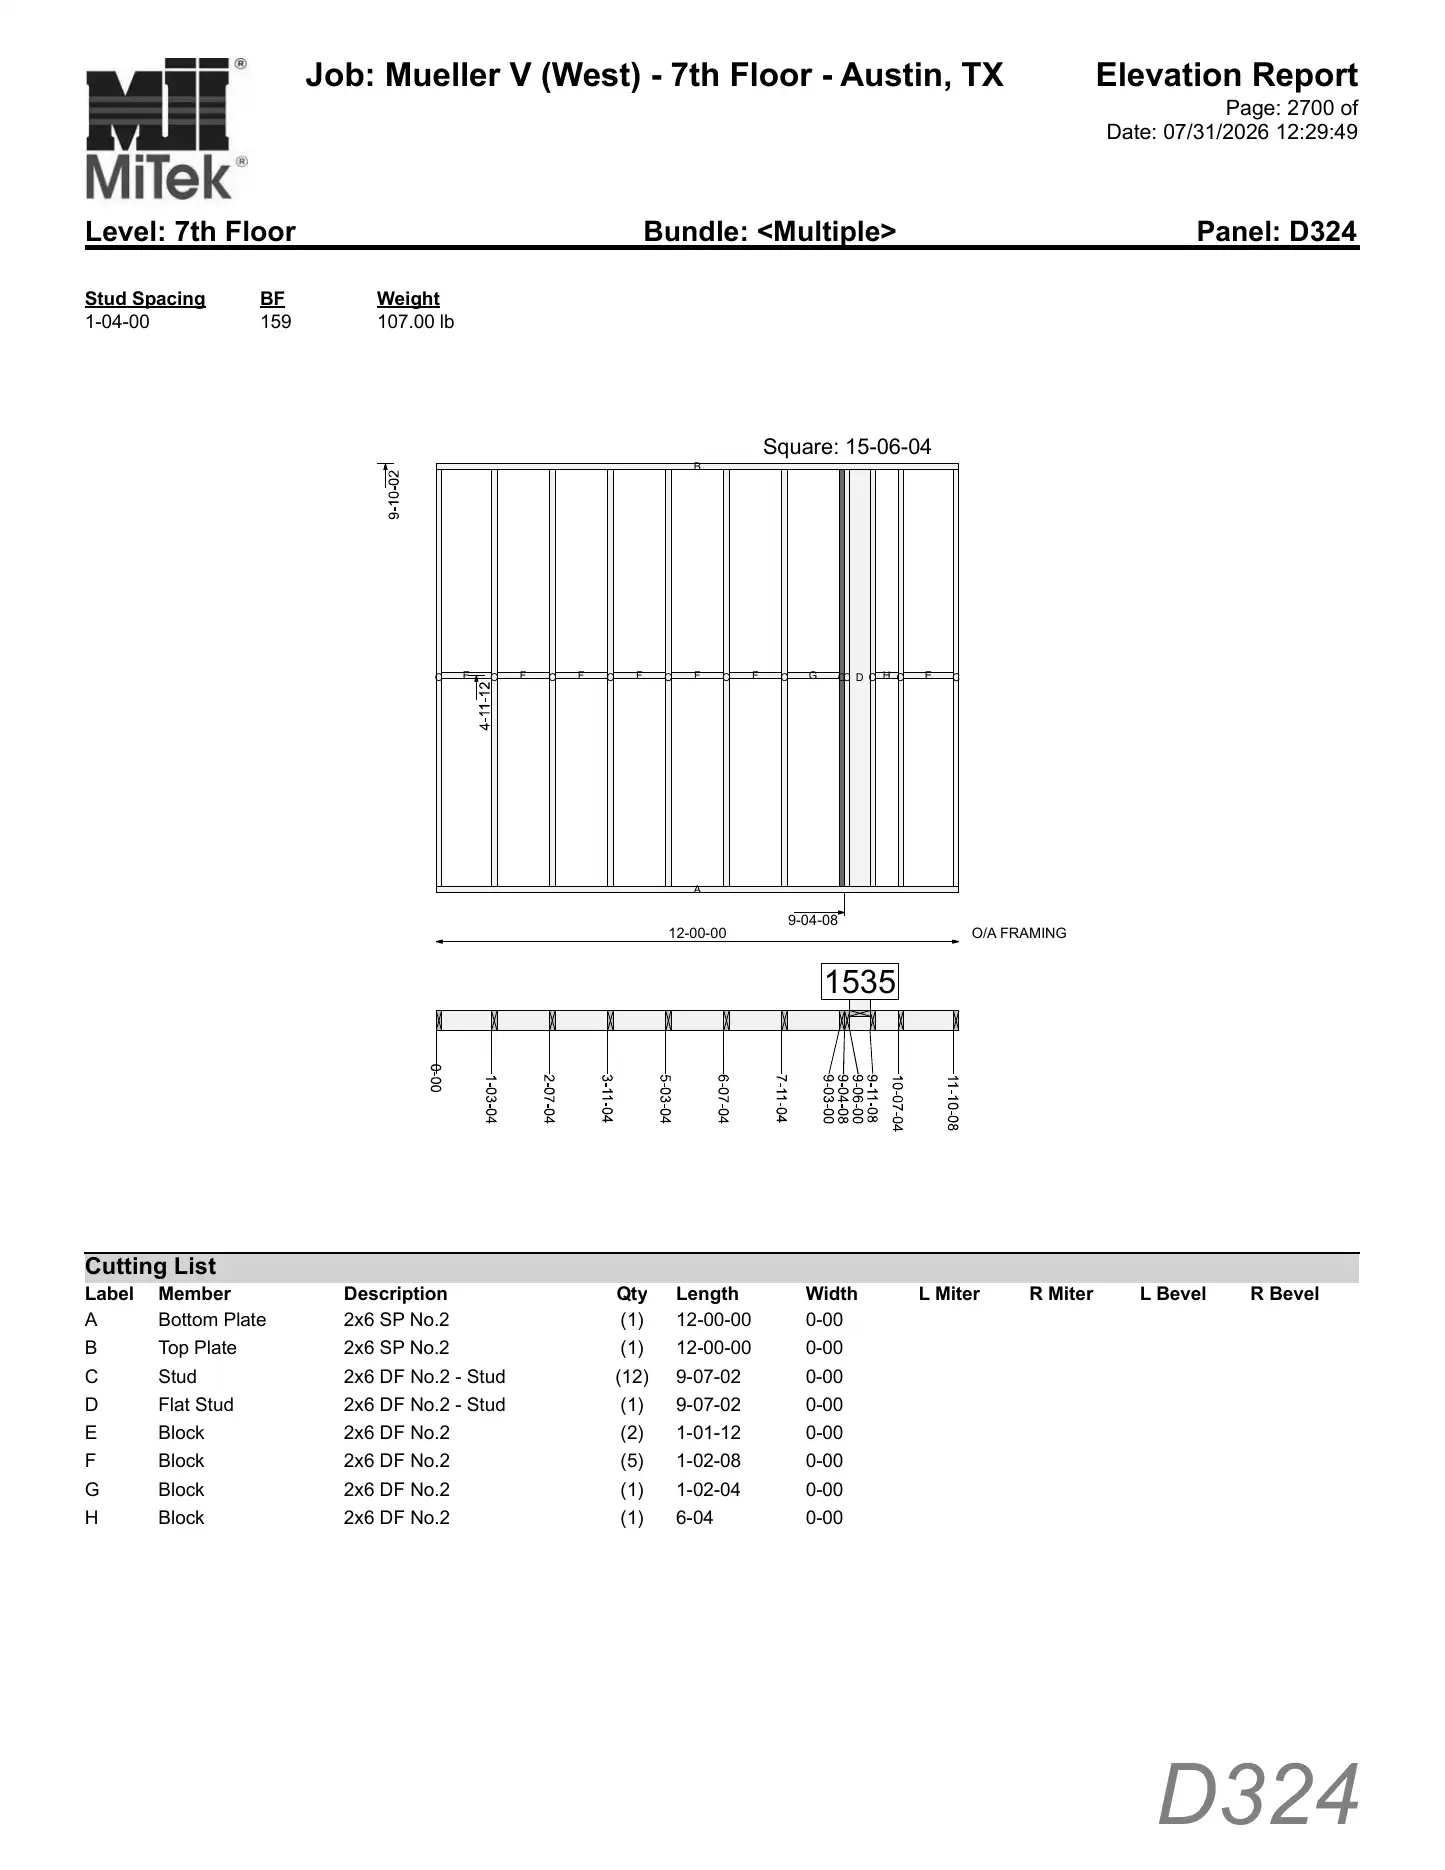 Job: Mueller V (West) - 7th Floor - Austin, TX
Elevation Report
Page: 2700 of
Date: 07/31/2026 12:29:49
MiTek®
Level: 7th Floor Bundle: <Multiple> Panel: D324
Stud Spacing BF Weight
1-04-00 159 107.00 lb
Square: 15-06-04
B
9-10-02
F F F F F G D H E
4-11-12
A
9-04-08
12-00-00 O/A FRAMING
1535
0-00 1-03-04 2-07-04 3-11-04 5-03-04 6-07-04 7-11-04 9-03-00 9-04-08 9-06-00 9-11-08 10-07-04 11-10-08
Cutting List
Label Member Description Qty Length Width L Miter R Miter L Bevel R Bevel
A Bottom Plate 2x6 SP No.2 (1) 12-00-00 0-00
B Top Plate 2x6 SP No.2 (1) 12-00-00 0-00
C Stud 2x6 DF No.2 - Stud (12) 9-07-02 0-00
D Flat Stud 2x6 DF No.2 - Stud (1) 9-07-02 0-00
E Block 2x6 DF No.2 (2) 1-01-12 0-00
F Block 2x6 DF No.2 (5) 1-02-08 0-00
G Block 2x6 DF No.2 (1) 1-02-04 0-00
H Block 2x6 DF No.2 (1) 6-04 0-00
D324